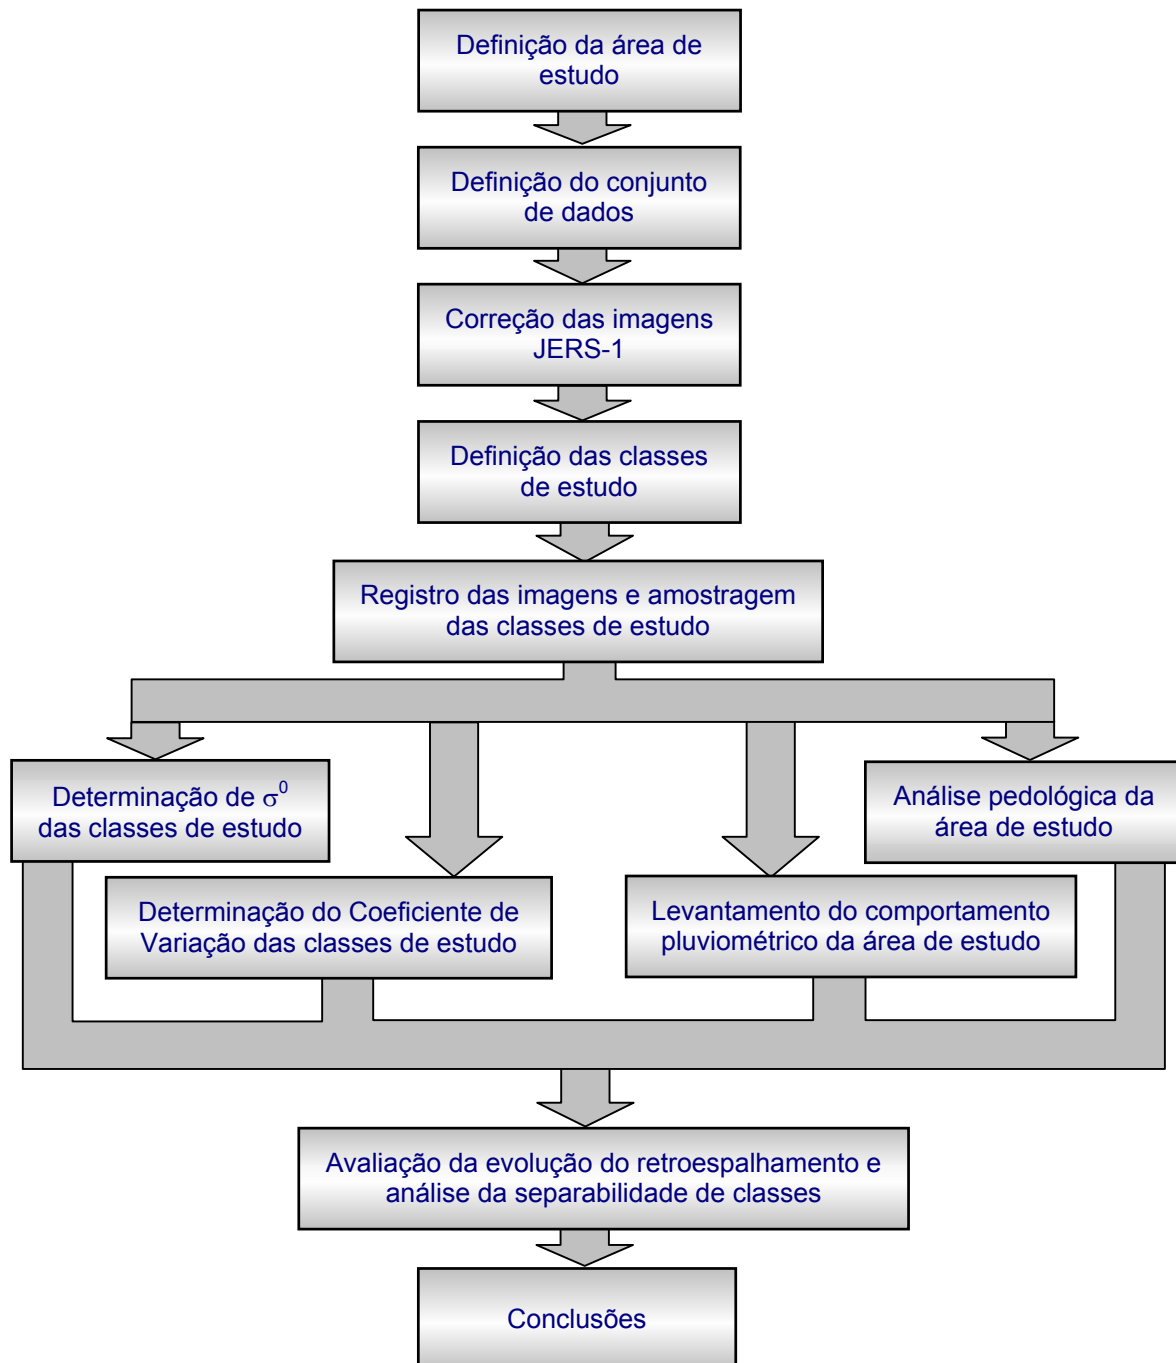 Definição da área de
estudo
Definição do conjunto
de dados
Correção das imagens
JERS-1
Definição das classes
de estudo
Registro das imagens e amostragem
das classes de estudo
Determinação de σ⁰
das classes de estudo
Análise pedológica da
área de estudo
Determinação do Coeficiente de
Variação das classes de estudo
Levantamento do comportamento
pluviométrico da área de estudo
Avaliação da evolução do retroespalhamento e
análise da separabilidade de classes
Conclusões